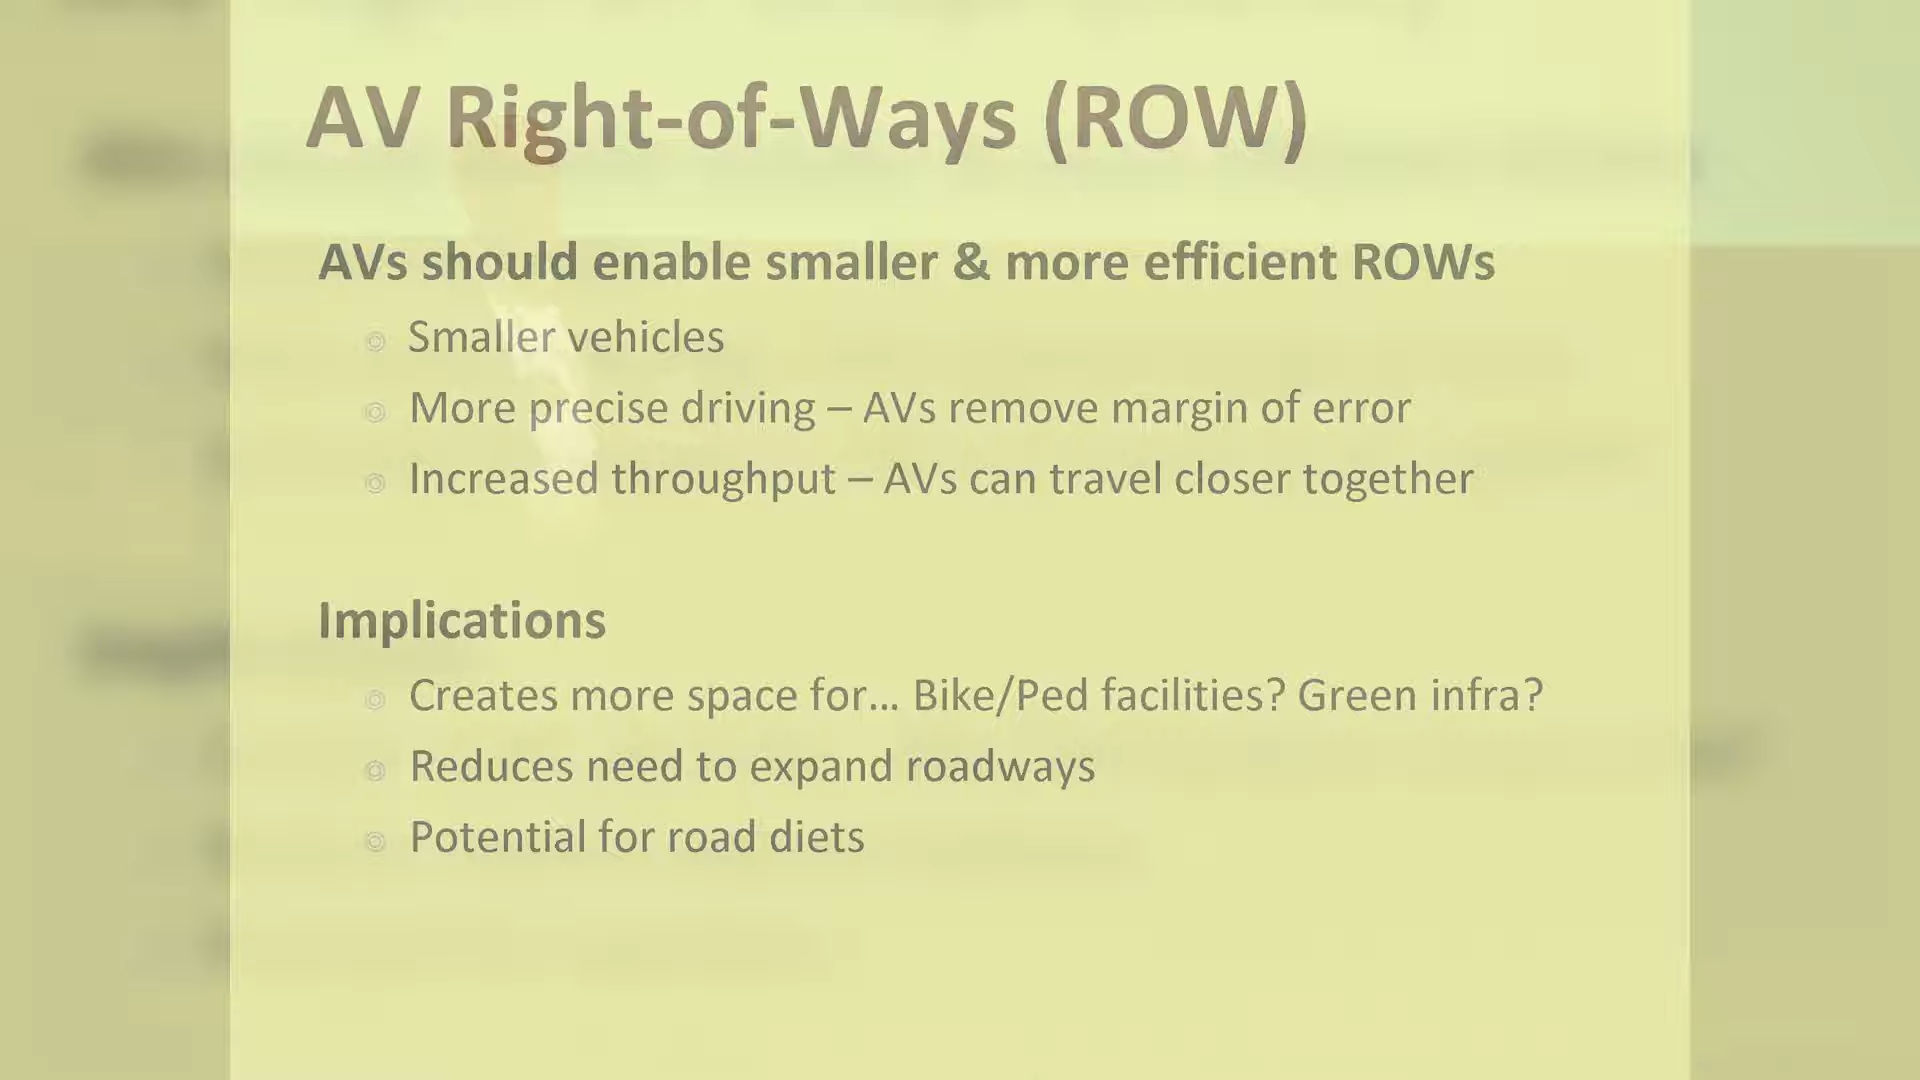 AV Right-of-Ways (ROW)
AVs should enable smaller & more efficient ROWs
Smaller vehicles
More precise driving – AVs remove margin of error
Increased throughput – AVs can travel closer together
Implications
Creates more space for... Bike/Ped facilities? Green infra?
Reduces need to expand roadways
Potential for road diets